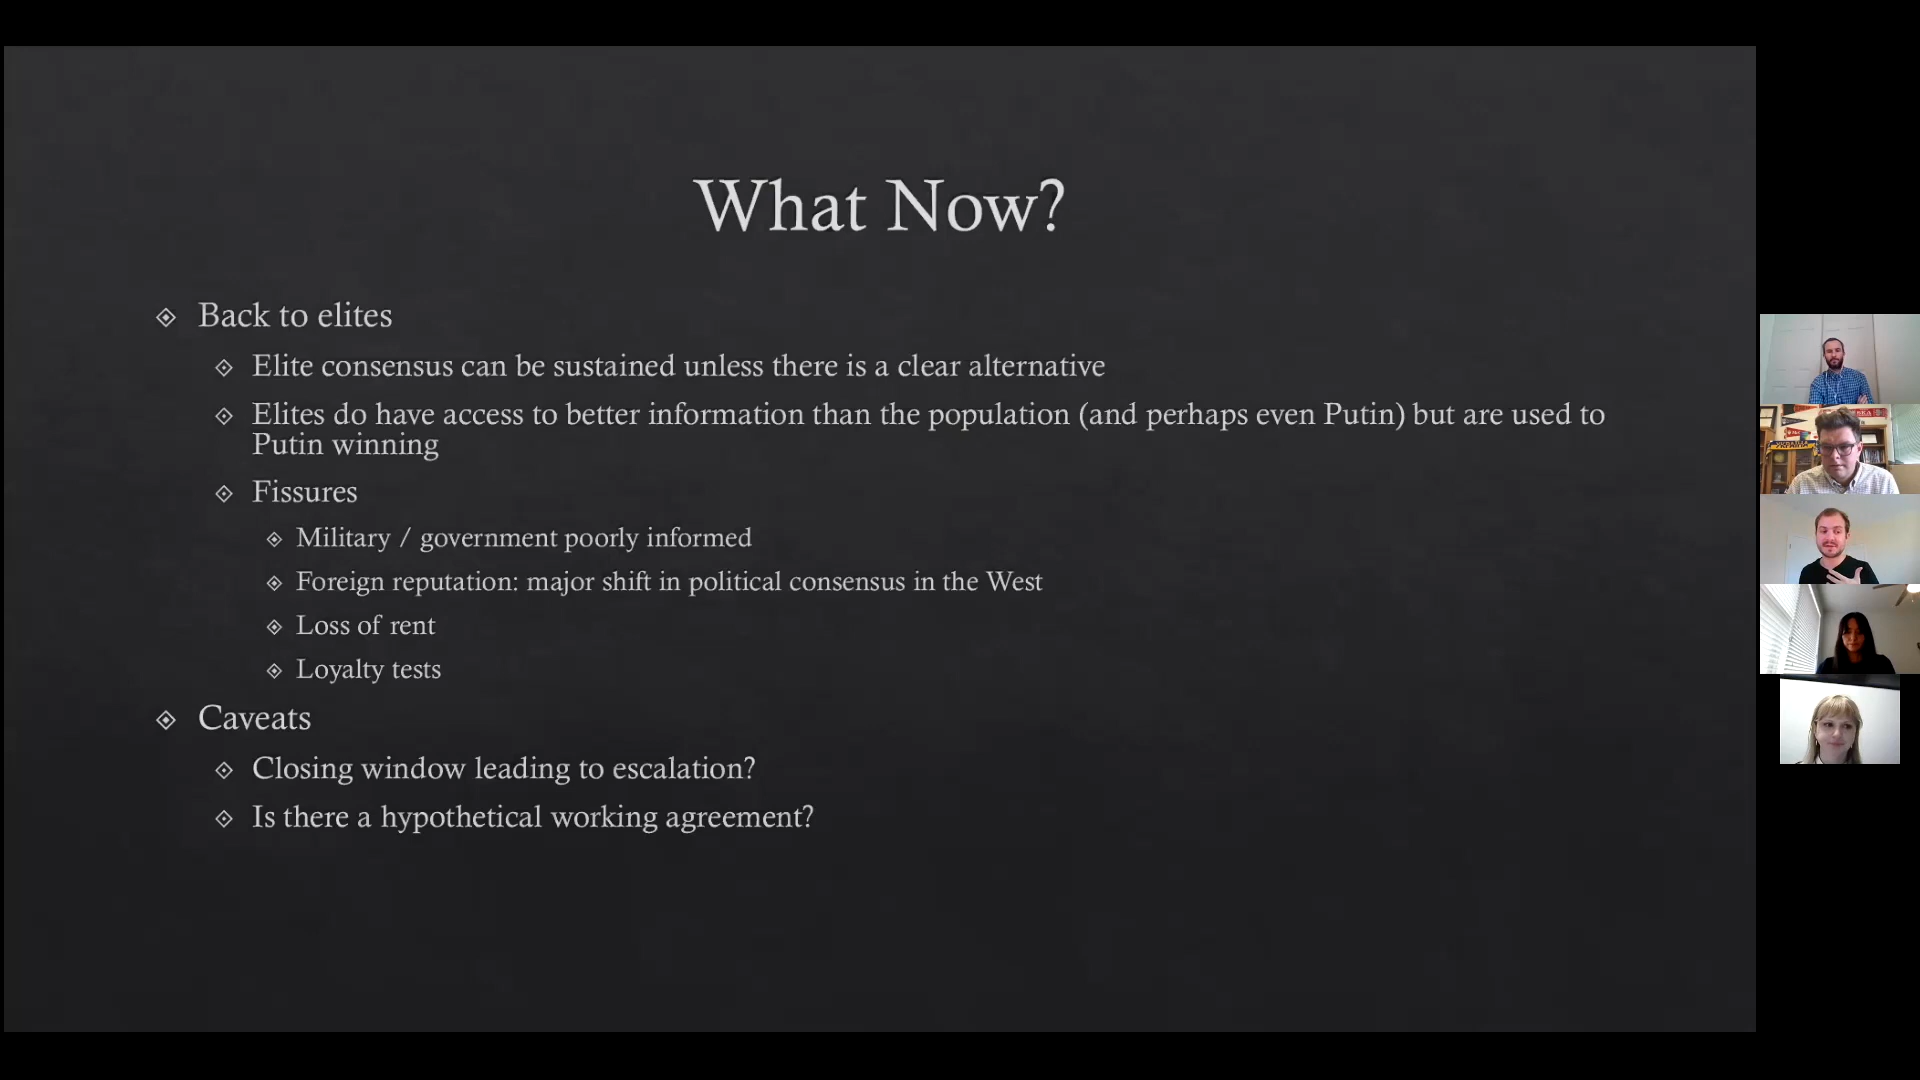 What Now?
Back to elites
Elite consensus can be sustained unless there is a clear alternative
Elites do have access to better information than the population (and perhaps even Putin) but are used to
Putin winning
Fissures
Military / government poorly informed
Foreign reputation: major shift in political consensus in the West
Loss of rent
Loyalty tests
Caveats
Closing window leading to escalation?
Is there a hypothetical working agreement?